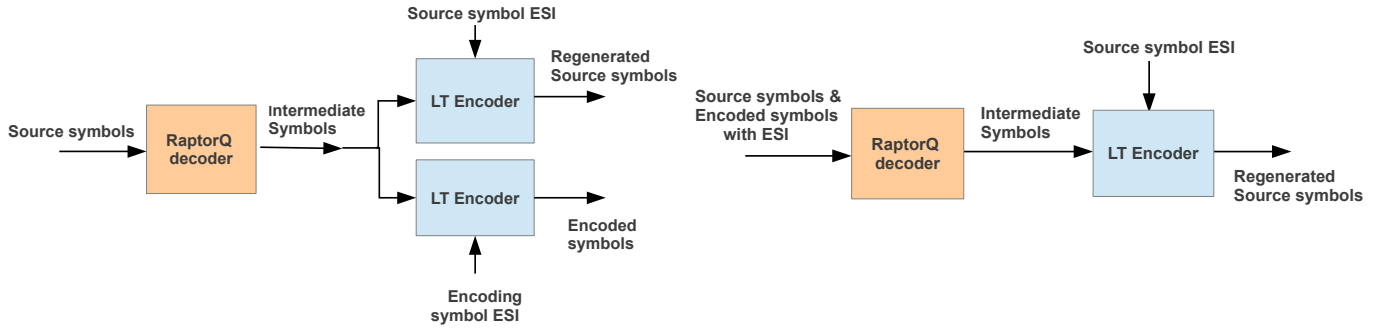 Source symbol ESI
Regenerated
Source symbols
LT Encoder
Intermediate
Symbols
Source symbols
RaptorQ
decoder
LT Encoder
Encoded
symbols
Encoding
symbol ESI
Source symbol ESI
Source symbols &
Encoded symbols
with ESI
Intermediate
Symbols
RaptorQ
decoder
LT Encoder
Regenerated
Source symbols